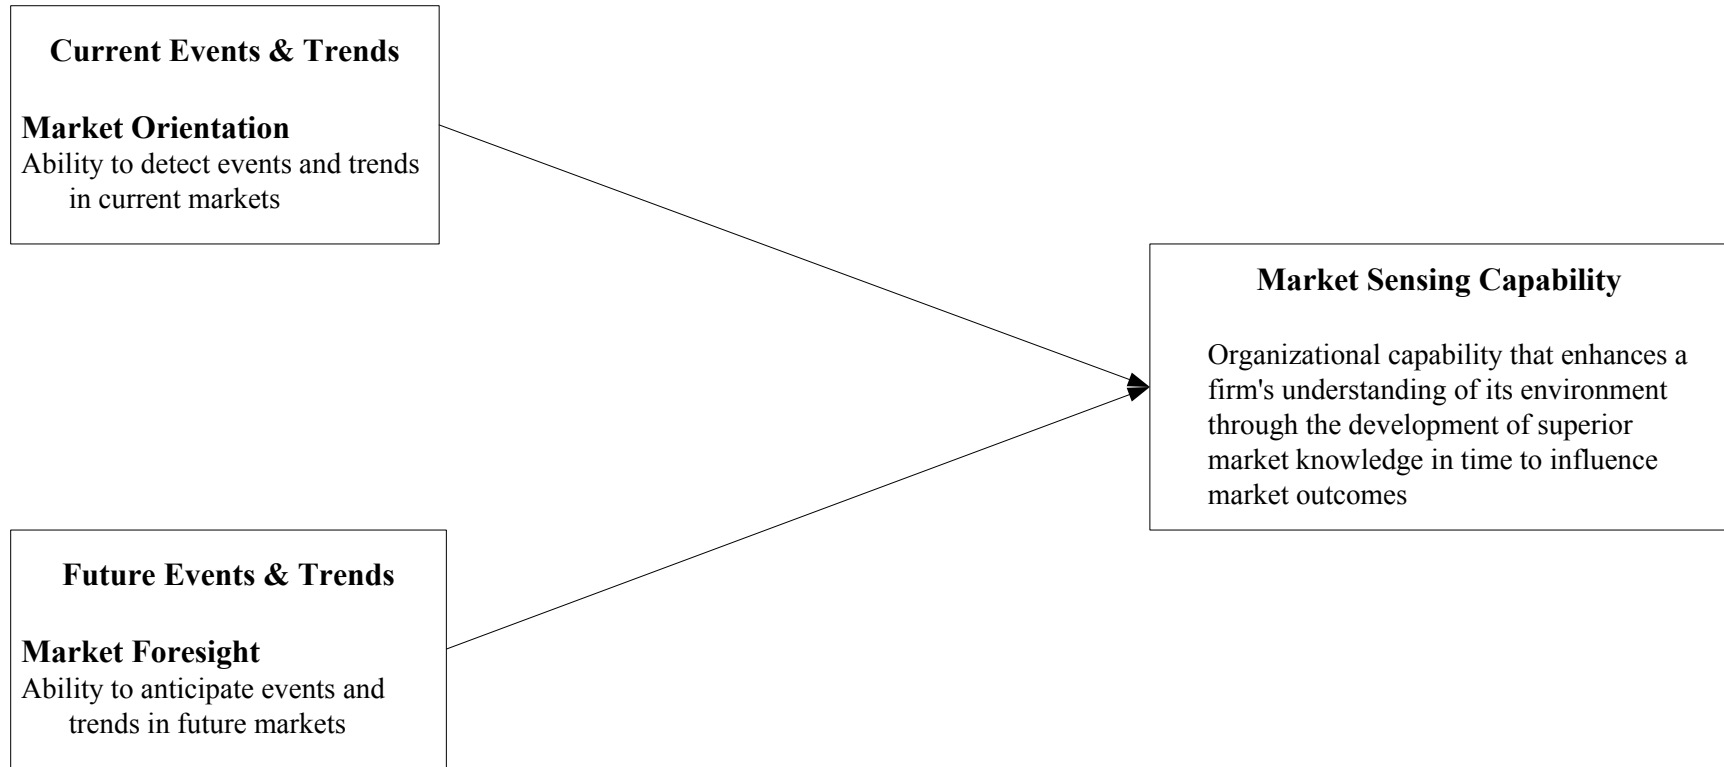 Current Events & Trends
Market Orientation
Ability to detect events and trends
in current markets
Market Sensing Capability
Organizational capability that enhances a
firm's understanding of its environment
through the development of superior
market knowledge in time to influence
market outcomes
Future Events & Trends
Market Foresight
Ability to anticipate events and
trends in future markets